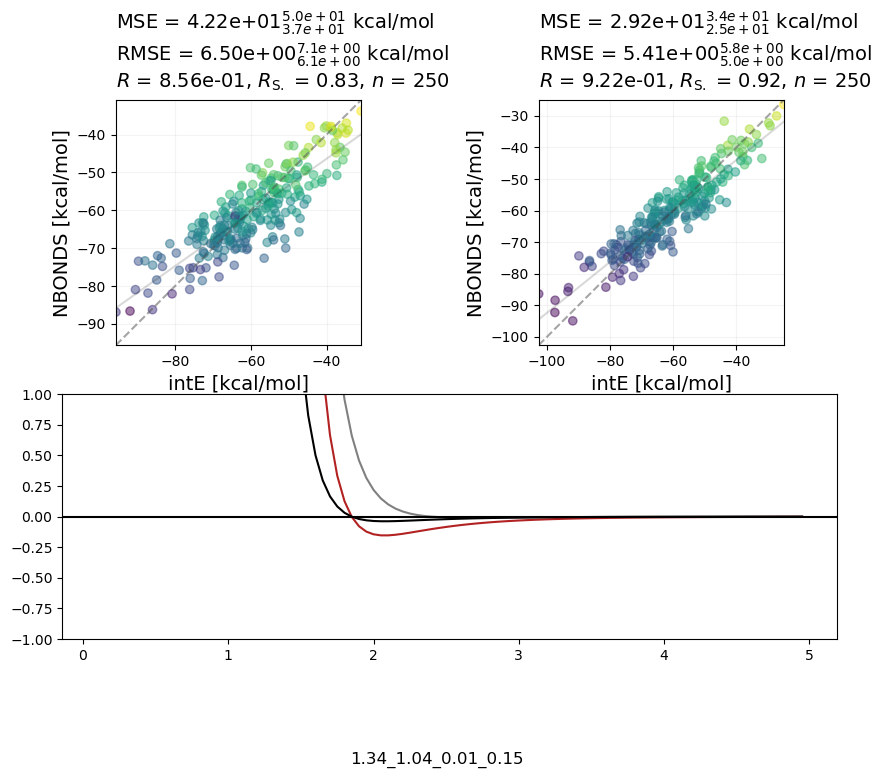 MSE = 4.22e+01^{5.0e+01}_{3.7e+01} kcal/mol
RMSE = 6.50e+00^{7.1e+00}_{6.1e+00} kcal/mol
R = 8.56e-01, R_{S.} = 0.83, n = 250
−40
−50
−60
−70
−80
−90
NBONDS [kcal/mol]
−80 −60 −40
intE [kcal/mol]
MSE = 2.92e+01^{3.4e+01}_{2.5e+01} kcal/mol
RMSE = 5.41e+00^{5.8e+00}_{5.0e+00} kcal/mol
R = 9.22e-01, R_{S.} = 0.92, n = 250
−30
−40
−50
−60
−70
−80
−90
−100
NBONDS [kcal/mol]
−100 −80 −60 −40
intE [kcal/mol]
1.00
0.75
0.50
0.25
0.00
−0.25
−0.50
−0.75
−1.00
0 1 2 3 4 5
1.34_1.04_0.01_0.15